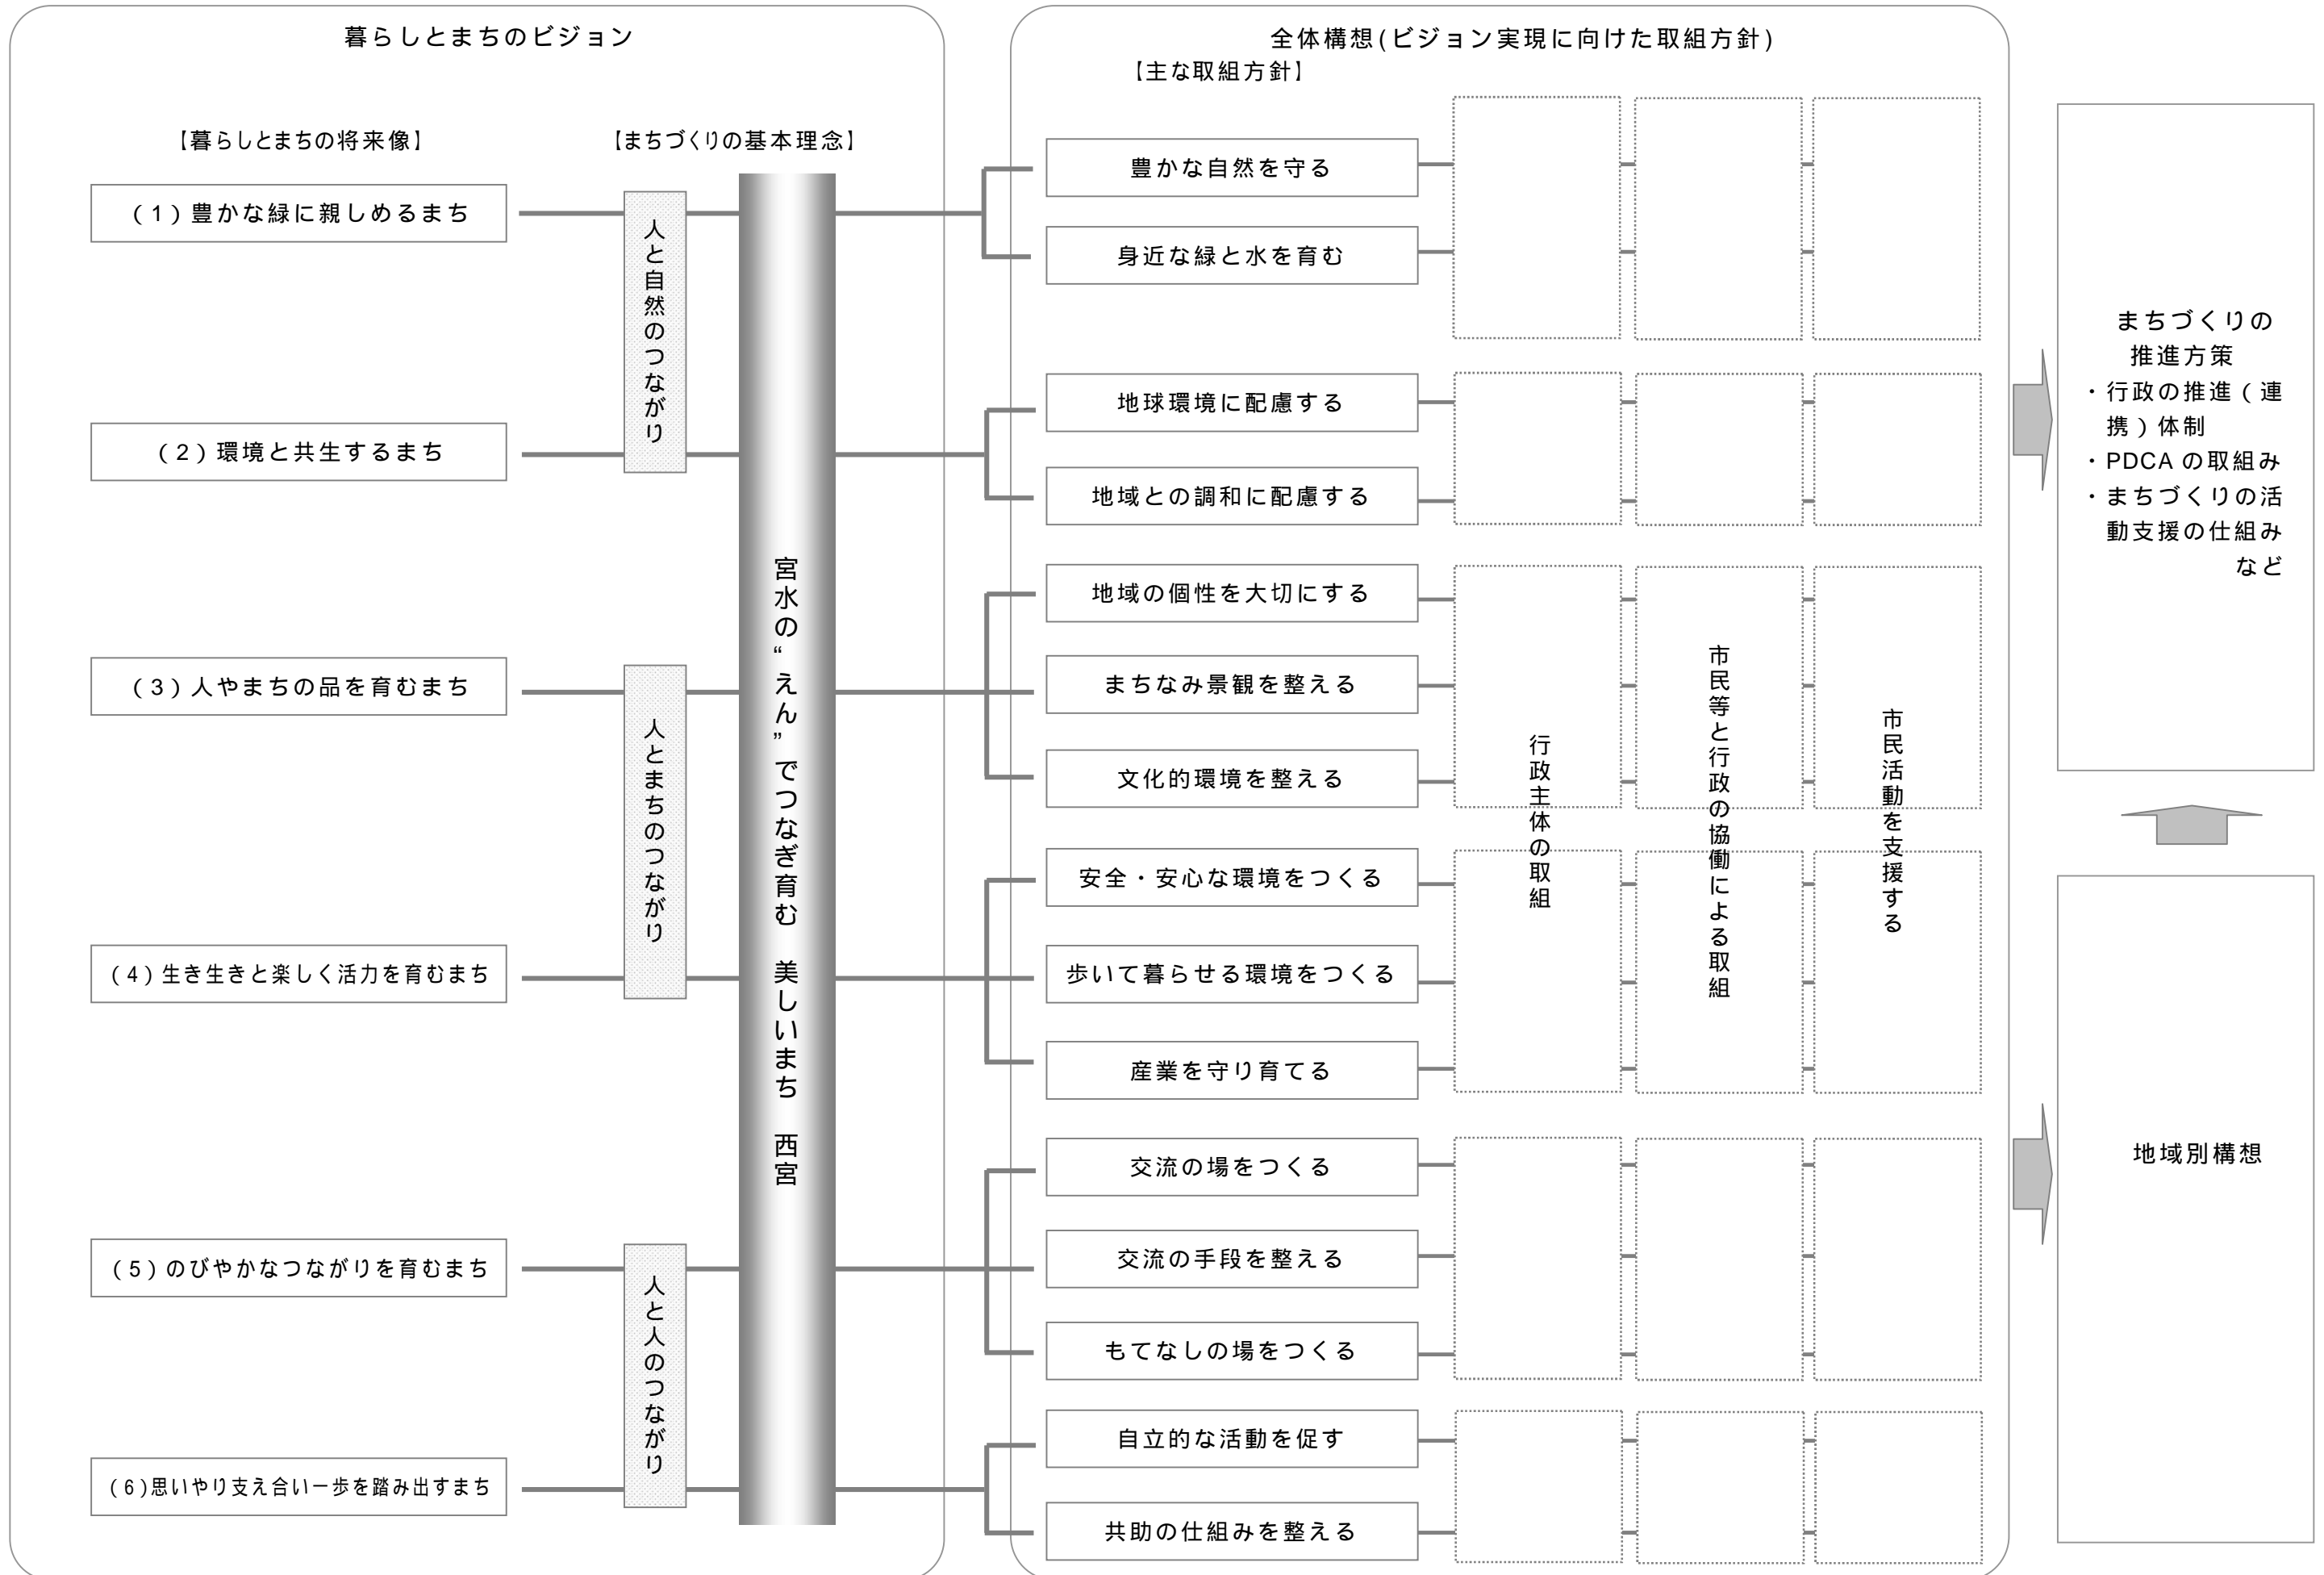 暮らしとまちのビジョン
【暮らしとまちの将来像】
【まちづくりの基本理念】
(1)豊かな緑に親しめるまち
(2)環境と共生するまち
(3)人やまちの品を育むまち
(4)生き生きと楽しく活力を育むまち
(5)のびやかなつながりを育むまち
(6)思いやり支え合い一歩を踏み出すまち
人と自然のつながり
人とまちのつながり
人と人のつながり
宮水の“えん”でつなぎ育む　美しいまち　西宮
全体構想(ビジョン実現に向けた取組方針)
【主な取組方針】
豊かな自然を守る
身近な緑と水を育む
地球環境に配慮する
地域との調和に配慮する
地域の個性を大切にする
まちなみ景観を整える
文化的環境を整える
安全・安心な環境をつくる
歩いて暮らせる環境をつくる
産業を守り育てる
交流の場をつくる
交流の手段を整える
もてなしの場をつくる
自立的な活動を促す
共助の仕組みを整える
行政主体の取組
市民等と行政の協働による取組
市民活動を支援する
まちづくりの
推進方策
・行政の推進(連
携)体制
・PDCA の取組み
・まちづくりの活
動支援の仕組み
など
地域別構想